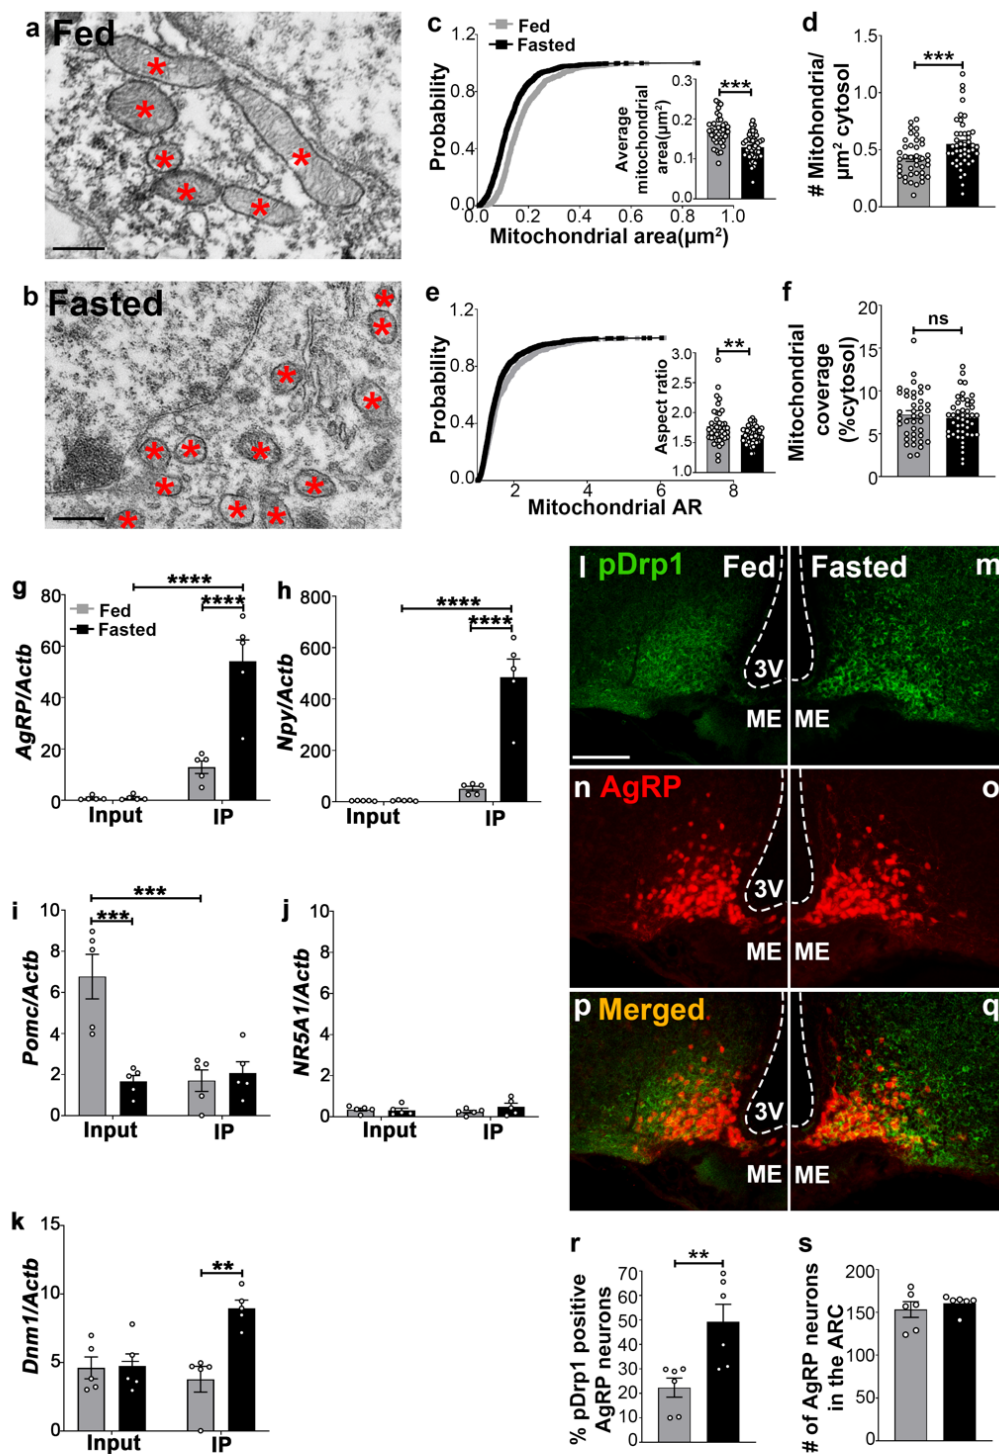 a Fed
* * * * * *
b Fasted
* * * * * * * * * * * *
c
Fed
Fasted
Probability
1.2
0.8
0.4
0.0
0.0 0.2 0.4 0.6 0.8 1.0
Mitochondrial area(µm²)
Average
mitochondrial
area(µm²)
0.3
0.2
0.1
0.0
***
d
# Mitohondria/
µm² cytosol
1.5
1.0
0.5
0.0
***
e
Probability
1.2
0.8
0.4
0.0
2 4 6 8
Mitochondrial AR
Aspect ratio
3.0
2.5
2.0
1.5
1.0
**
f
Mitochondrial
coverage
(%cytosol)
20
15
10
5
0
ns
g
Fed
Fasted
AgRP/Actb
80
60
40
20
0
****
****
Input IP
h
Npy/Actb
800
600
400
200
0
****
****
Input IP
i
Pomc/Actb
10
8
6
4
2
0
***
***
Input IP
j
NR5A1/Actb
10
8
6
4
2
0
Input IP
k
Dnm1/Actb
15
10
5
0
**
Input IP
l pDrp1 Fed Fasted m
3V
ME ME
n AgRP o
3V
ME ME
p Merged q
3V
ME ME
r
% pDrp1 positive
AgRP neurons
70
60
50
40
30
20
10
0
**
s
# of AgRP neurons
in the ARC
200
150
100
50
0